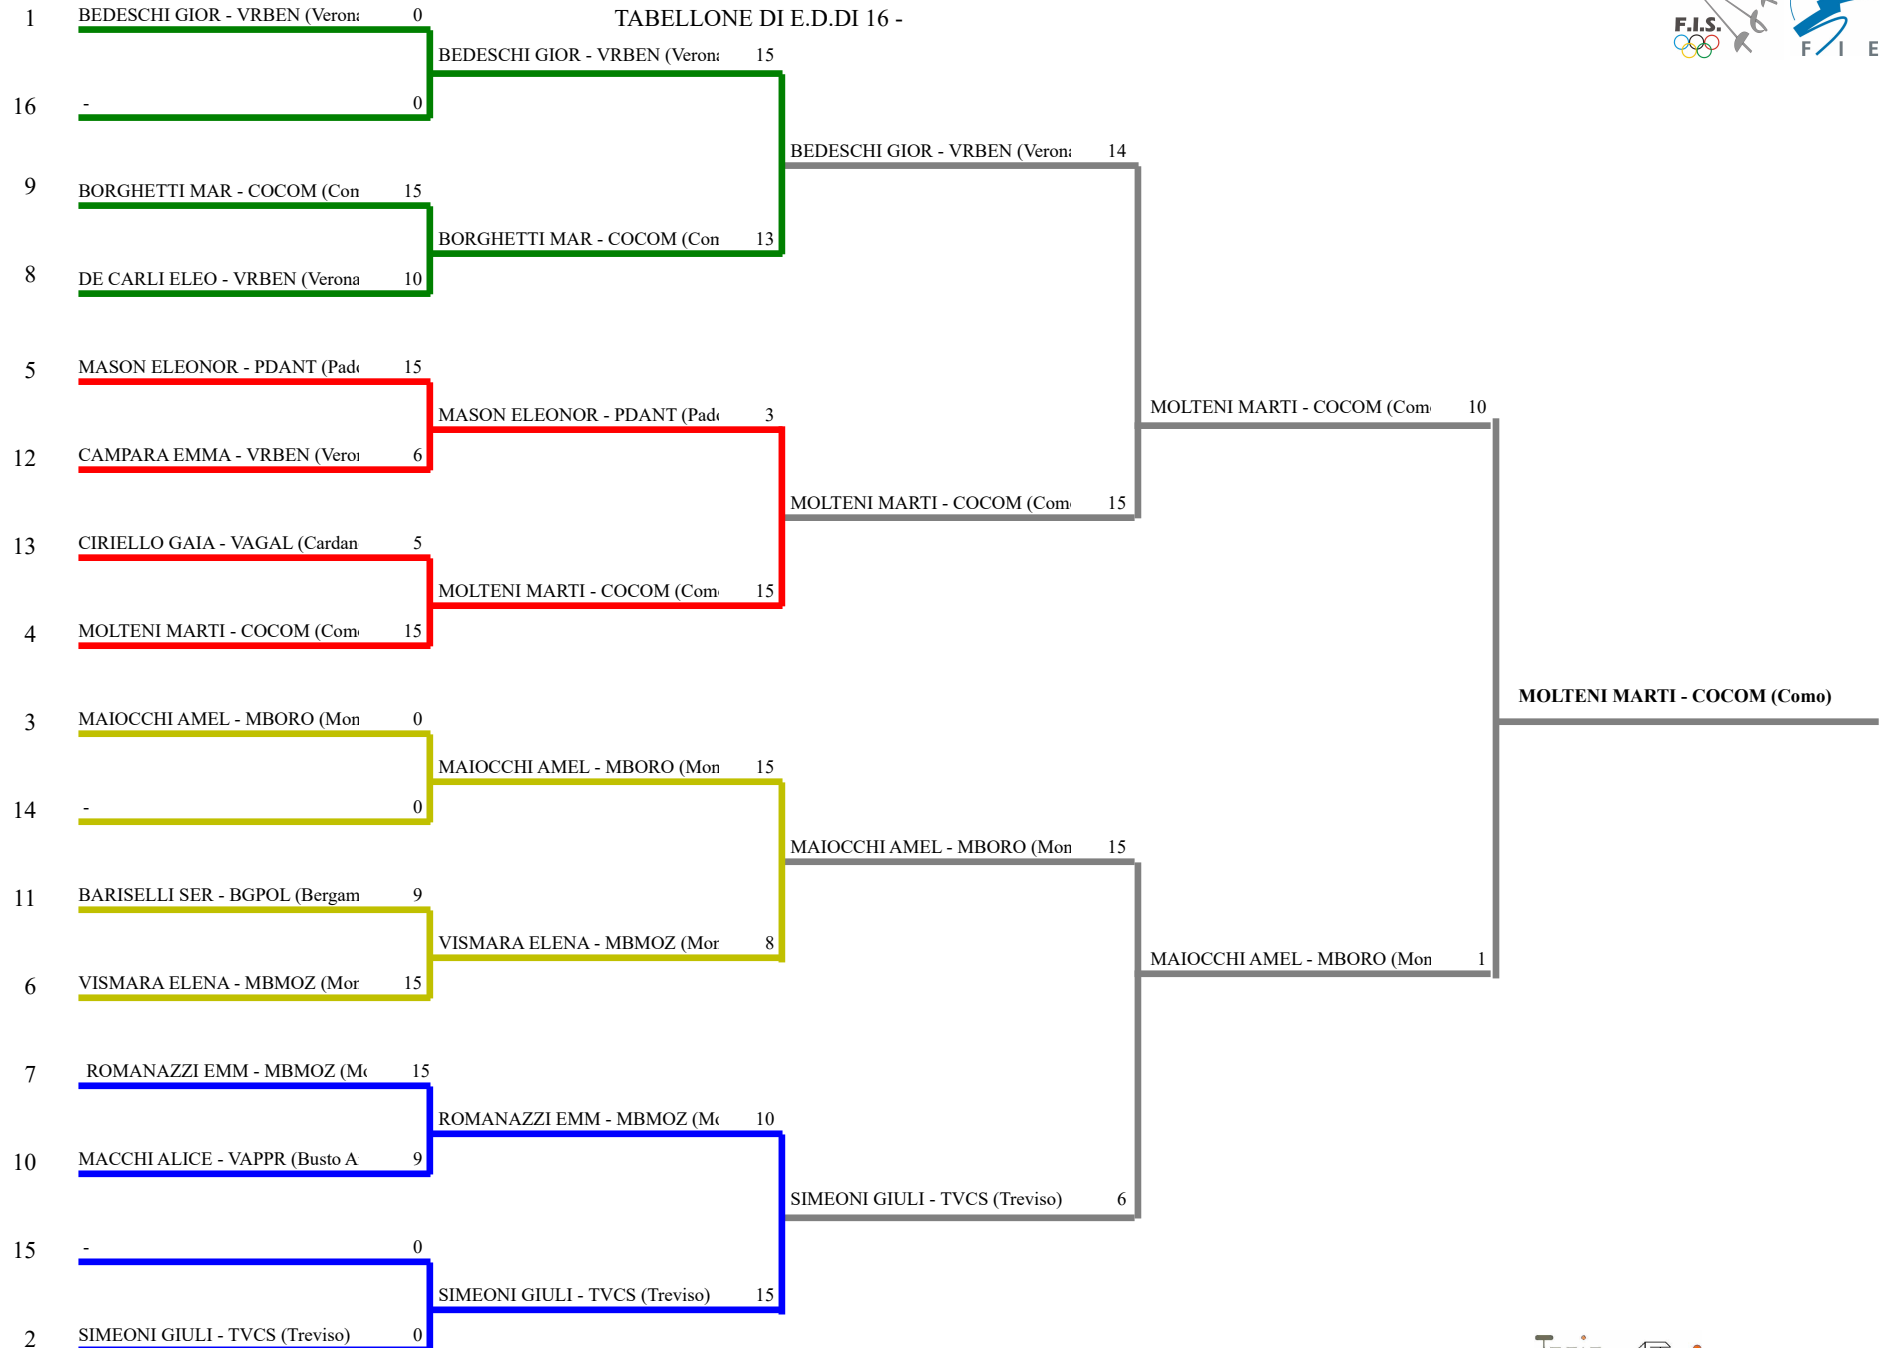 TABELLONE DI E.D.DI 16 -
F.I.S.
F I E
1 BEDESCHI GIOR - VRBEN (Verona 0
16 - 0
9 BORGHETTI MAR - COCOM (Com 15
8 DE CARLI ELEO - VRBEN (Verona 10
5 MASON ELEONOR - PDANT (Pado 15
12 CAMPARA EMMA - VRBEN (Veron 6
13 CIRIELLO GAIA - VAGAL (Cardan 5
4 MOLTENI MARTI - COCOM (Como 15
3 MAIOCCHI AMEL - MBORO (Mon 0
14 - 0
11 BARISELLI SER - BGPOL (Bergam 9
6 VISMARA ELENA - MBMOZ (Mon 15
7 ROMANAZZI EMM - MBMOZ (Mo 15
10 MACCHI ALICE - VAPPR (Busto A 9
15 - 0
2 SIMEONI GIULI - TVCS (Treviso) 0
BEDESCHI GIOR - VRBEN (Verona 15
BORGHETTI MAR - COCOM (Com 13
MASON ELEONOR - PDANT (Pado 3
MOLTENI MARTI - COCOM (Como 15
MAIOCCHI AMEL - MBORO (Mon 15
VISMARA ELENA - MBMOZ (Mon 8
ROMANAZZI EMM - MBMOZ (Mo 10
SIMEONI GIULI - TVCS (Treviso) 15
BEDESCHI GIOR - VRBEN (Verona 14
MOLTENI MARTI - COCOM (Como 15
MAIOCCHI AMEL - MBORO (Mon 15
SIMEONI GIULI - TVCS (Treviso) 6
MOLTENI MARTI - COCOM (Como 10
MAIOCCHI AMEL - MBORO (Mon 1
MOLTENI MARTI - COCOM (Como)